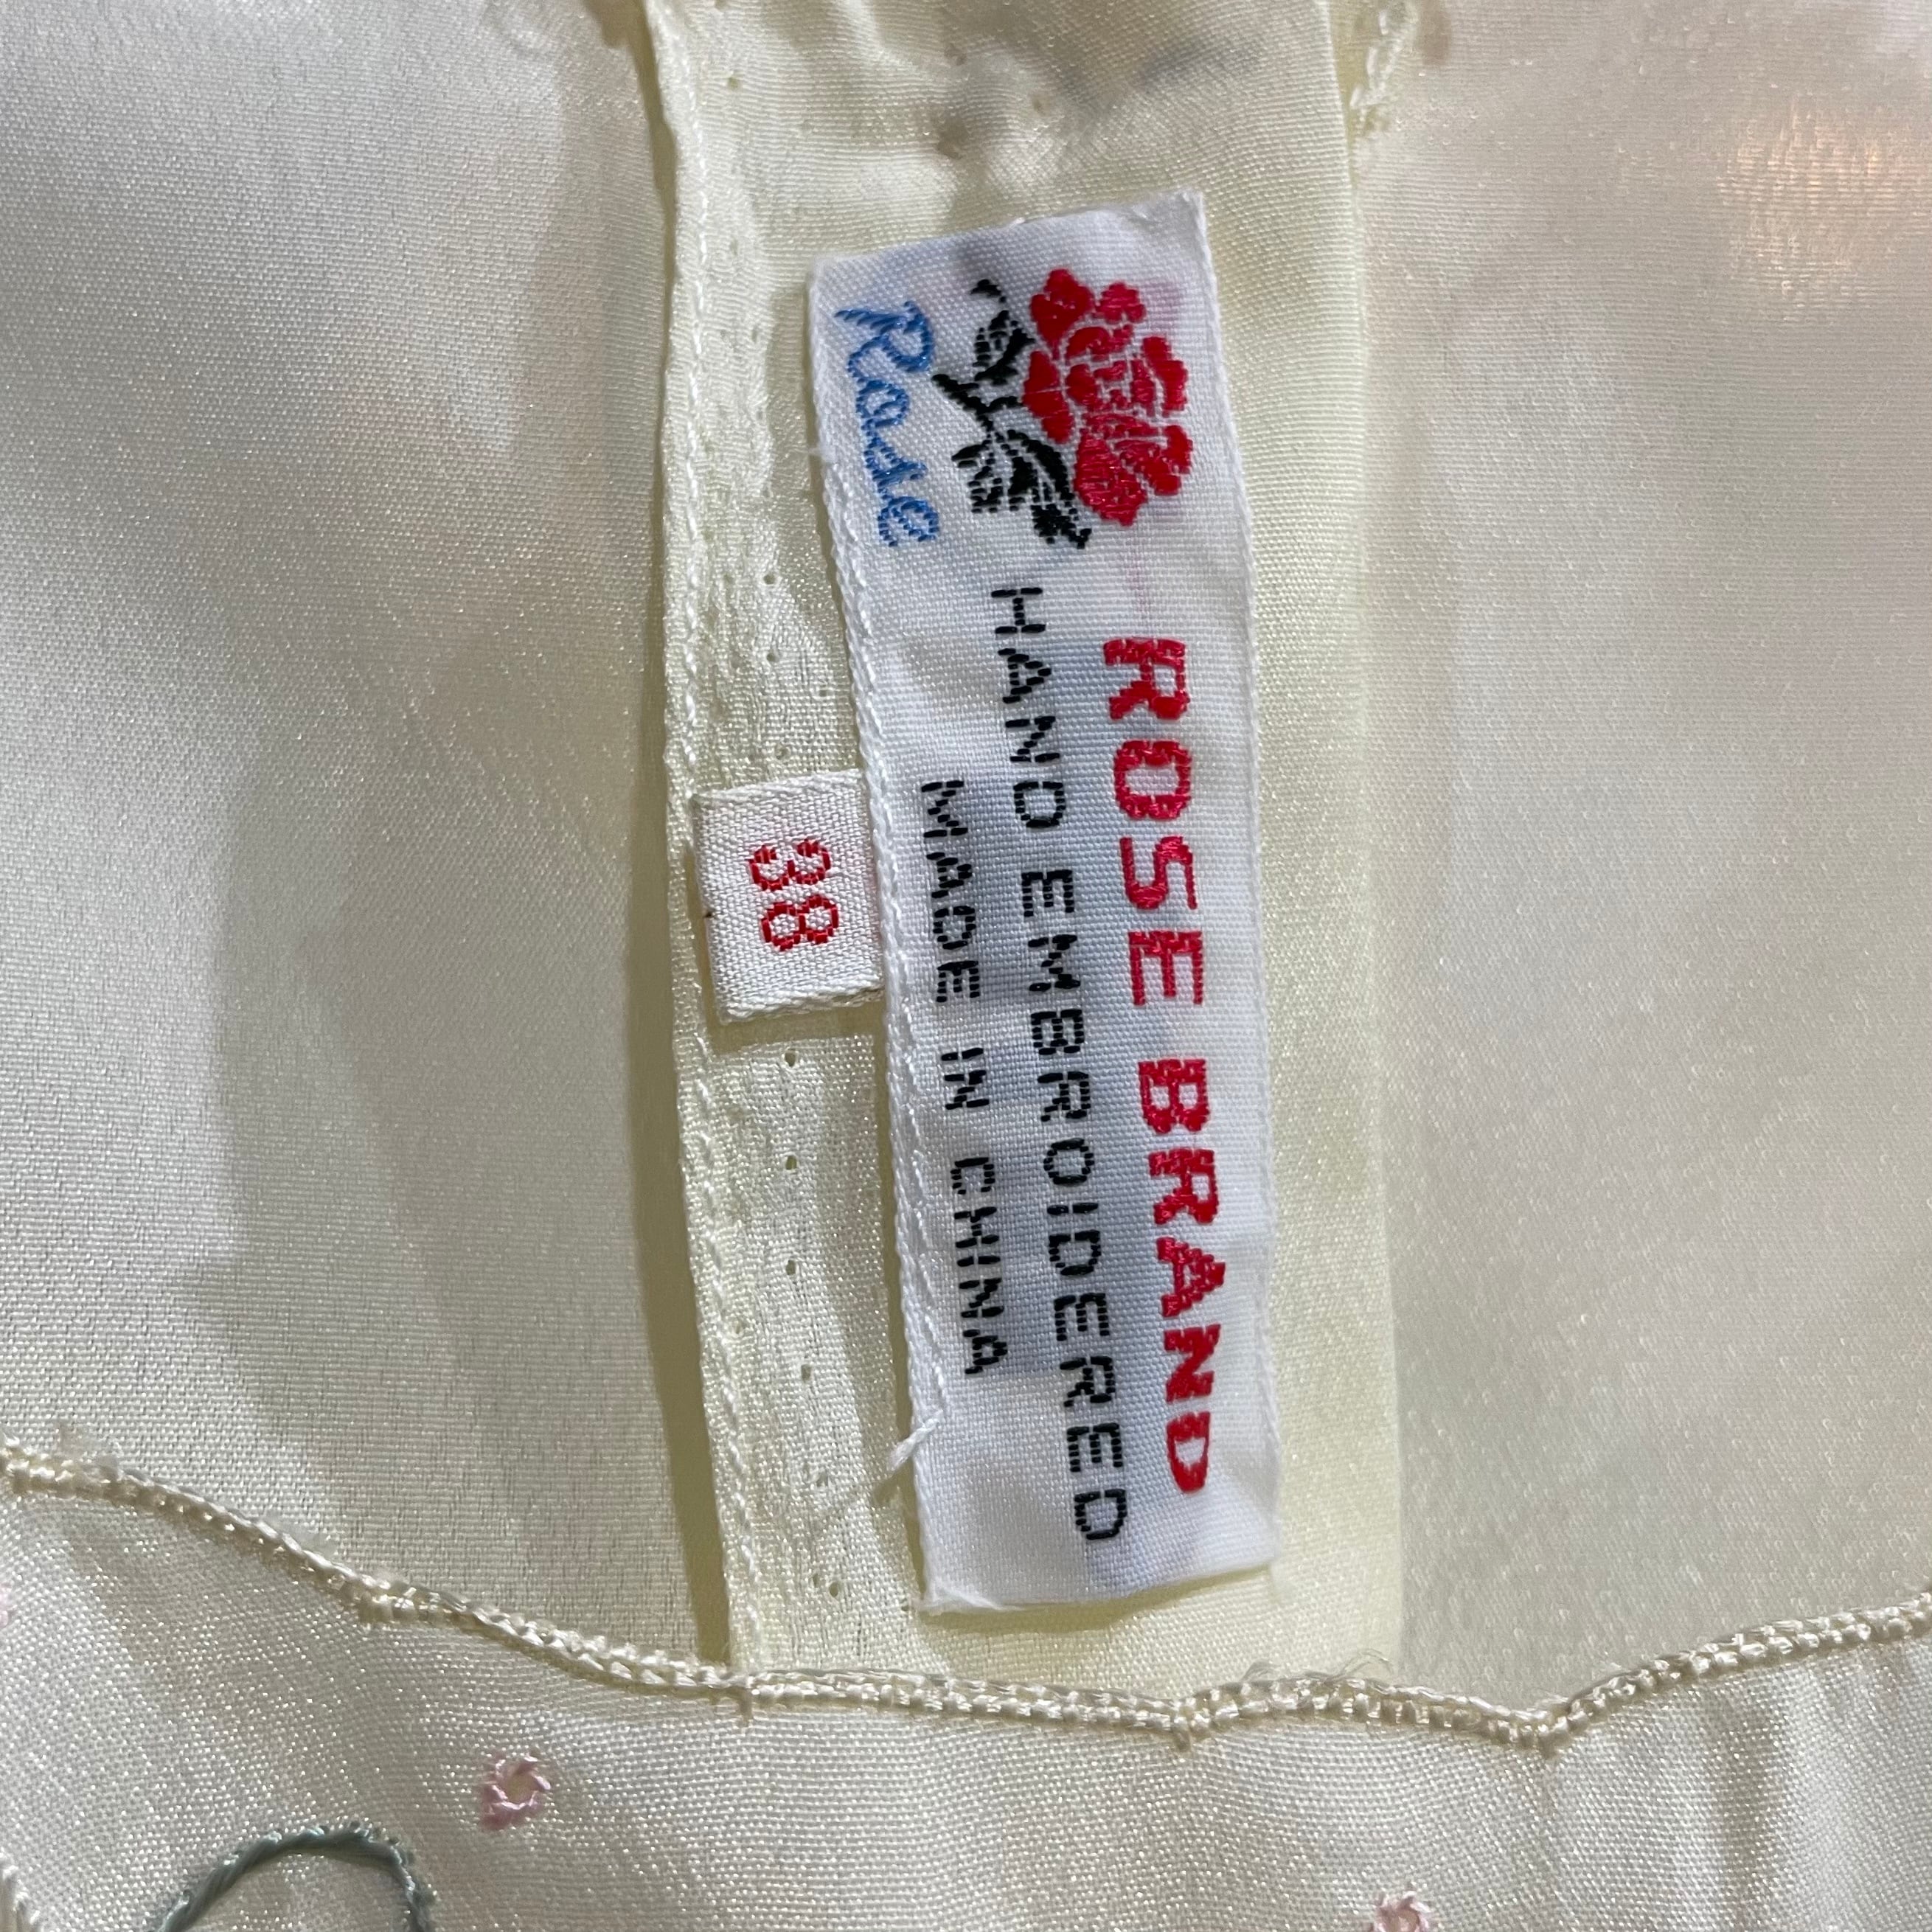 Rose
ROSE BRAND
HAND EMBROIDERED
MADE IN CHINA
38